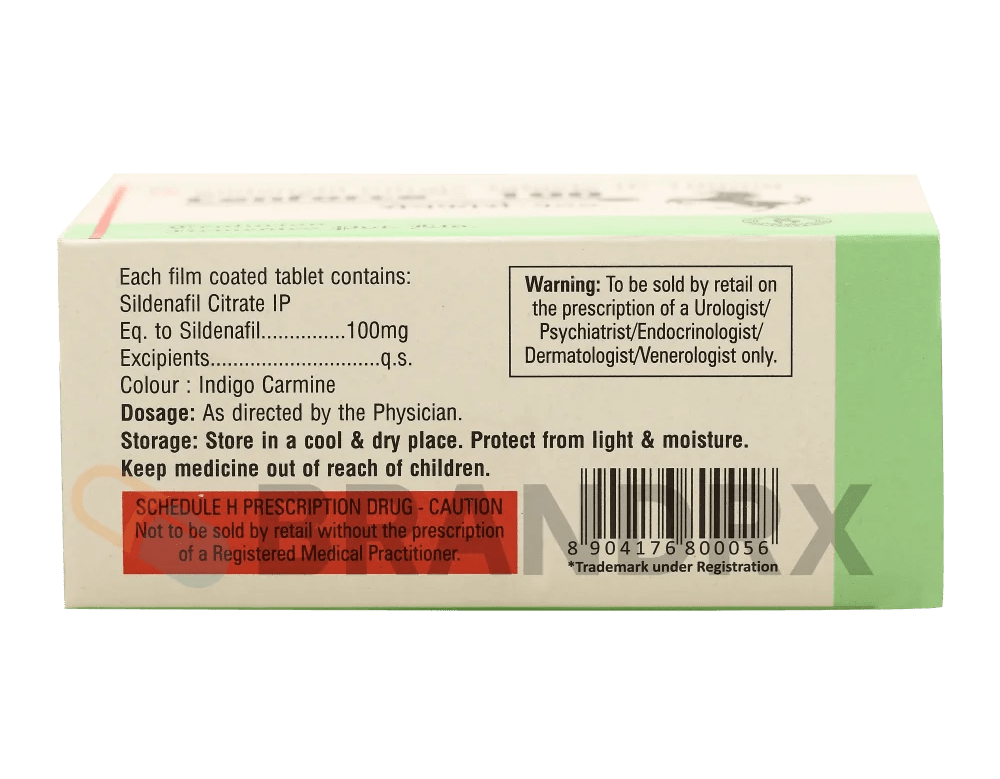 Each film coated tablet contains:
Sildenafil Citrate IP
Eq. to Sildenafil...............100mg
Excipients..............................q.s.
Colour : Indigo Carmine
Dosage: As directed by the Physician.
Storage: Store in a cool & dry place. Protect from light & moisture.
Keep medicine out of reach of children.
SCHEDULE H PRESCRIPTION DRUG - CAUTION
Not to be sold by retail without the prescription
of a Registered Medical Practitioner.
Warning: To be sold by retail on
the prescription of a Urologist/
Psychiatrist/Endocrinologist/
Dermatologist/Venerologist only.
8 904176 800056
*Trademark under Registration
BRANDRX